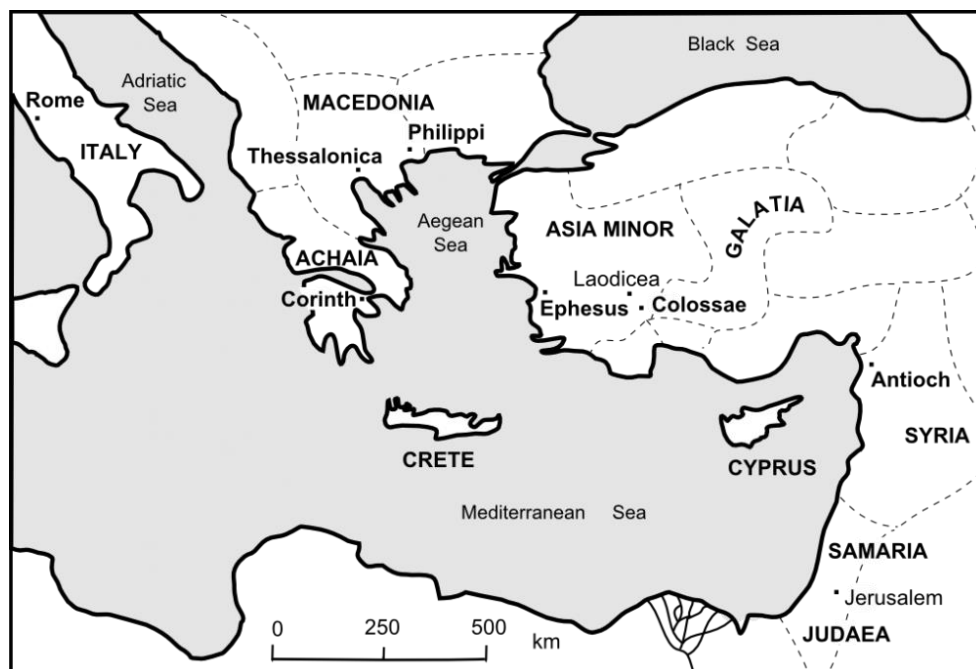 Black Sea
Adriatic
Sea
Rome
MACEDONIA
Philippi
ITALY
Thessalonica
GALATIA
Aegean
Sea
ASIA MINOR
ACHAIA
Laodicea
Corinth
Ephesus
Colossae
Antioch
CRETE
CYPRUS
SYRIA
Mediterranean Sea
SAMARIA
Jerusalem
JUDAEA
0 250 500
km